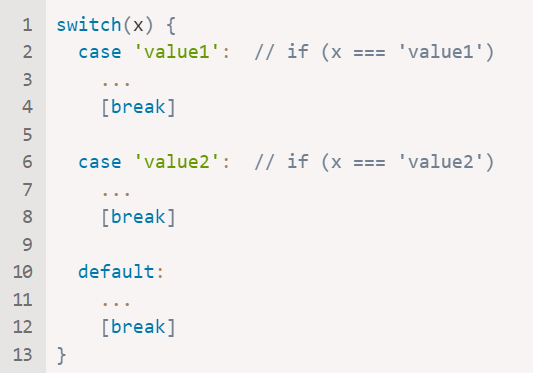 1 switch(x) {
2   case 'value1':  // if (x === 'value1')
3     ...
4     [break]
5
6   case 'value2':  // if (x === 'value2')
7     ...
8     [break]
9
10   default:
11     ...
12     [break]
13 }